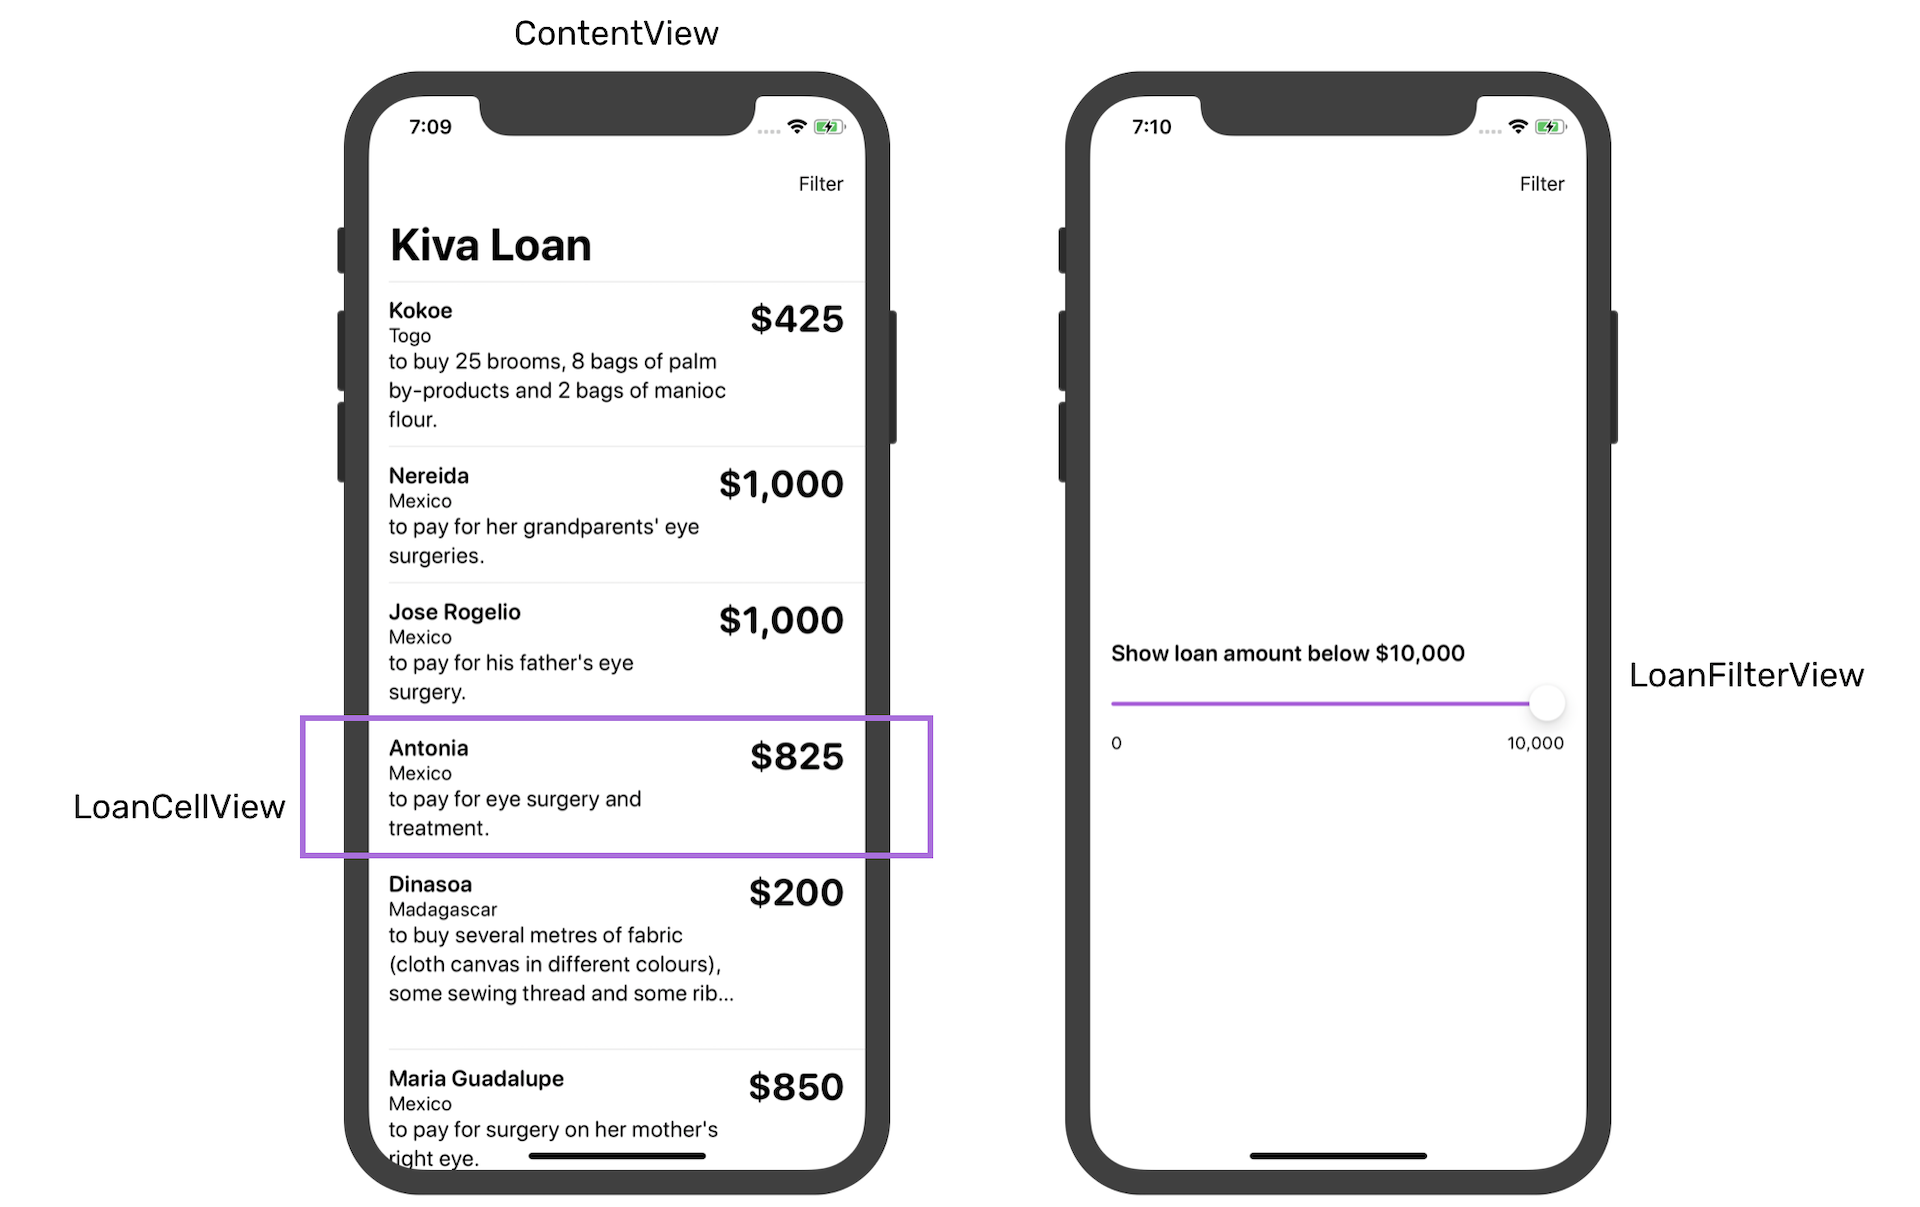 ContentView
7:09
Filter
Kiva Loan
Kokoe
$425
Togo
to buy 25 brooms, 8 bags of palm
by-products and 2 bags of manioc
flour.
Nereida
$1,000
Mexico
to pay for her grandparents' eye
surgeries.
Jose Rogelio
$1,000
Mexico
to pay for his father's eye
surgery.
LoanCellView
Antonia
$825
Mexico
to pay for eye surgery and
treatment.
Dinasoa
$200
Madagascar
to buy several metres of fabric
(cloth canvas in different colours),
some sewing thread and some rib...
Maria Guadalupe
$850
Mexico
to pay for surgery on her mother's
right eye.
7:10
Filter
Show loan amount below $10,000
0
10,000
LoanFilterView